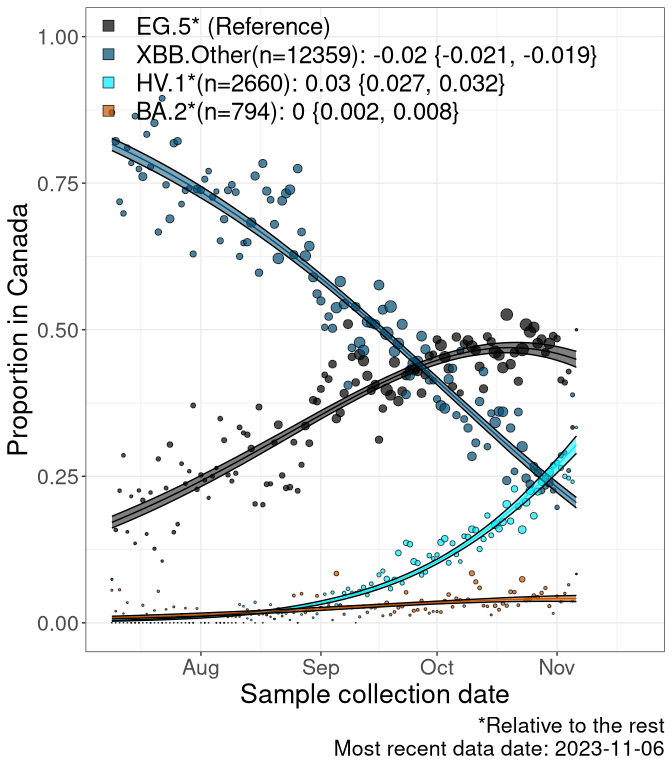 EG.5* (Reference)
XBB.Other(n=12359): -0.02 {-0.021, -0.019}
HV.1*(n=2660): 0.03 {0.027, 0.032}
BA.2*(n=794): 0 {0.002, 0.008}
1.00
0.75
0.50
0.25
0.00
Proportion in Canada
Aug Sep Oct Nov
Sample collection date
*Relative to the rest
Most recent data date: 2023-11-06